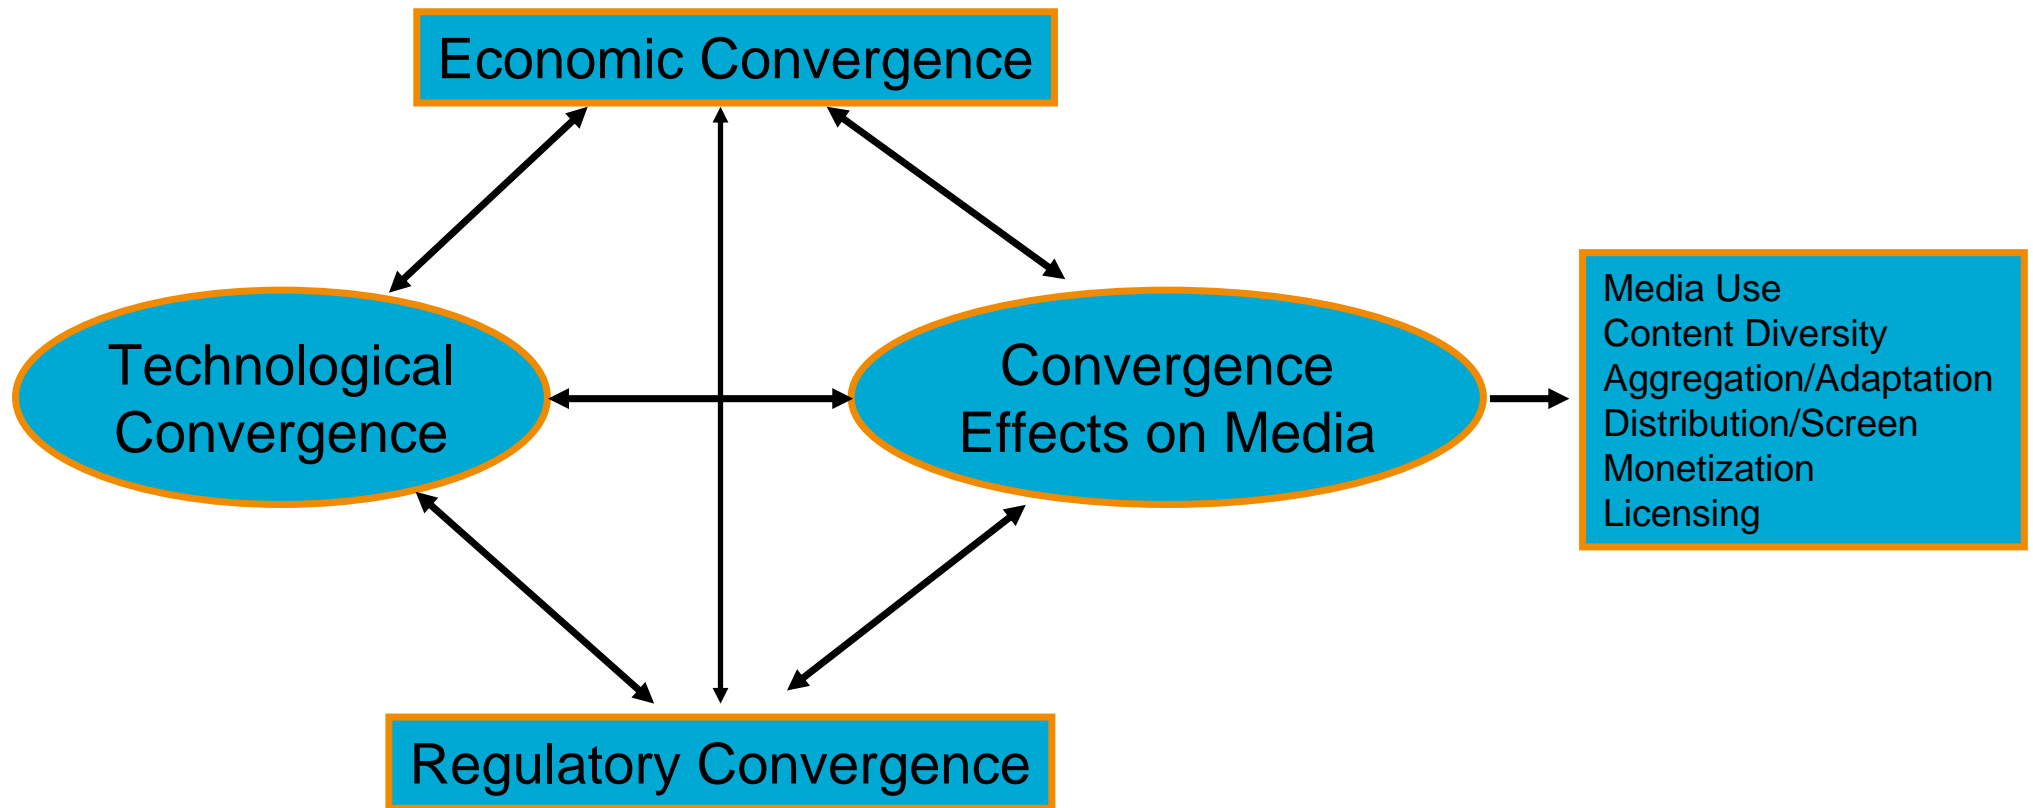 Economic Convergence
Technological
Convergence
Convergence
Effects on Media
Media Use
Content Diversity
Aggregation/Adaptation
Distribution/Screen
Monetization
Licensing
Regulatory Convergence